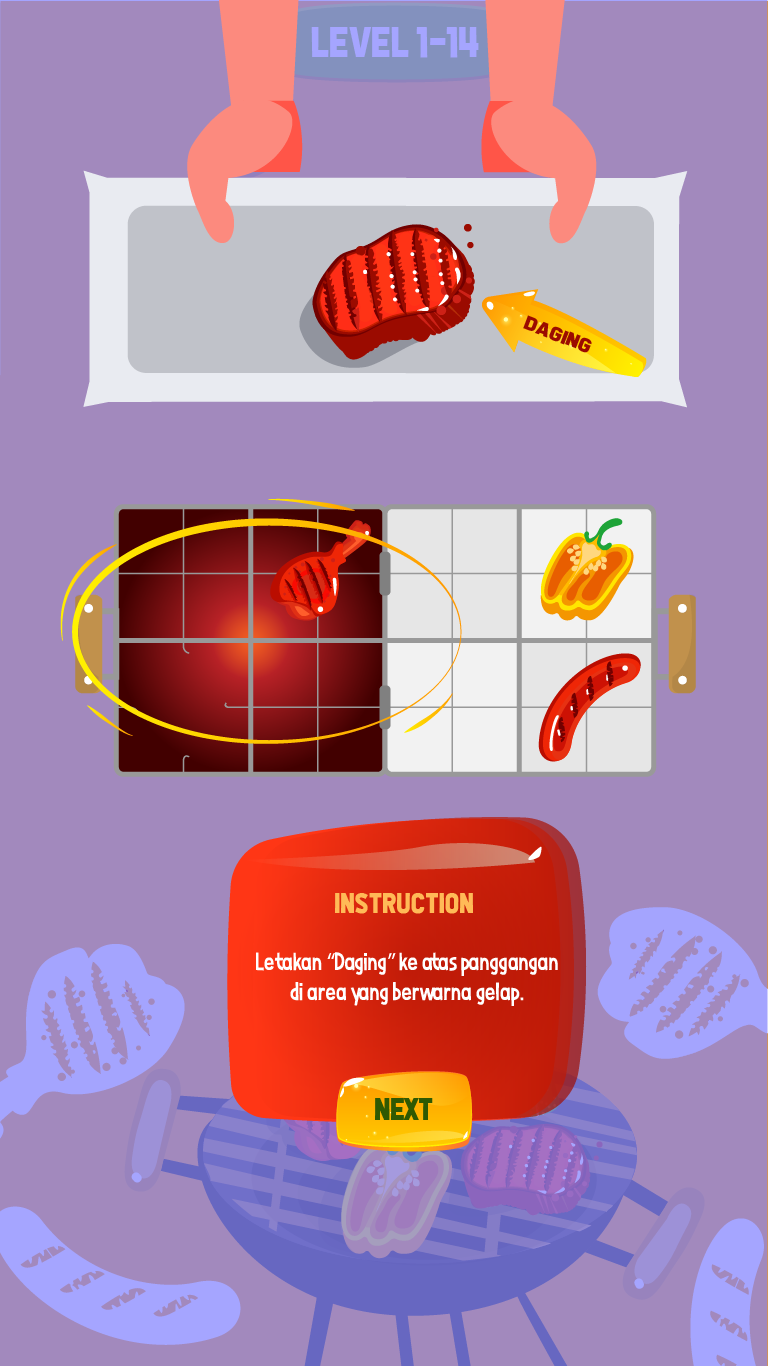 LEVEL 1-14
DAGING
INSTRUCTION
Letakan “Daging” ke atas panggangan
di area yang berwarna gelap.
NEXT